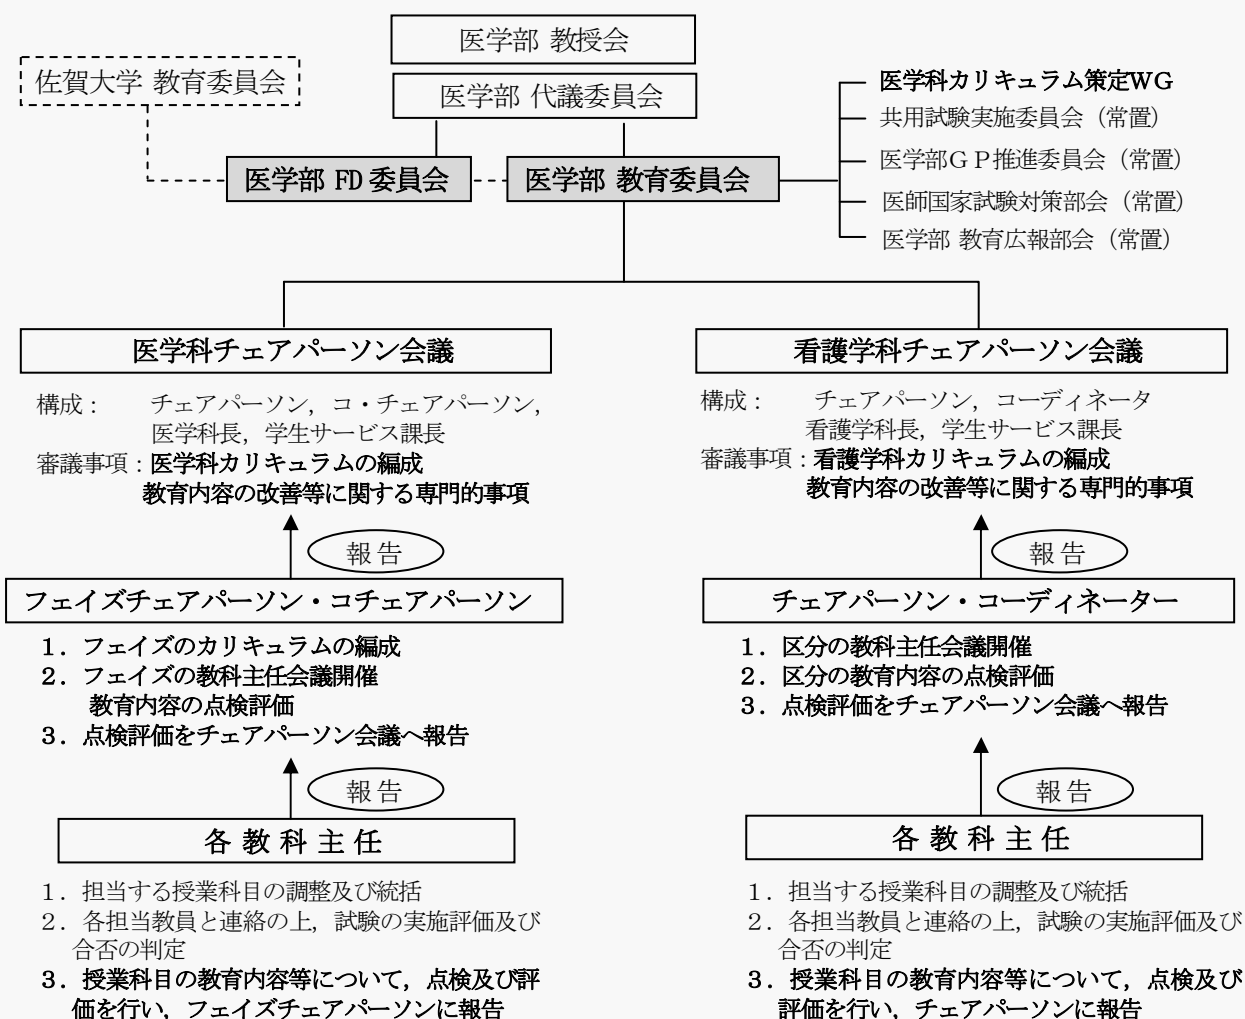 医学部 教授会
佐賀大学 教育委員会
医学部 代議委員会
医学部 FD 委員会
医学部 教育委員会
医学科カリキュラム策定WG
共用試験実施委員会（常置）
医学部ＧＰ推進委員会（常置）
医師国家試験対策部会（常置）
医学部 教育広報部会（常置）
医学科チェアパーソン会議
構成： チェアパーソン，コ・チェアパーソン，
医学科長，学生サービス課長
審議事項：医学科カリキュラムの編成
教育内容の改善等に関する専門的事項
報告
フェイズチェアパーソン・コチェアパーソン
１．フェイズのカリキュラムの編成
２．フェイズの教科主任会議開催
教育内容の点検評価
３．点検評価をチェアパーソン会議へ報告
報告
各 教 科 主 任
１．担当する授業科目の調整及び統括
２．各担当教員と連絡の上，試験の実施評価及び
合否の判定
３．授業科目の教育内容等について，点検及び評
価を行い，フェイズチェアパーソンに報告
看護学科チェアパーソン会議
構成： チェアパーソン，コーディネータ
看護学科長，学生サービス課長
審議事項：看護学科カリキュラムの編成
教育内容の改善等に関する専門的事項
報告
チェアパーソン・コーディネーター
１．区分の教科主任会議開催
２．区分の教育内容の点検評価
３．点検評価をチェアパーソン会議へ報告
報告
各 教 科 主 任
１．担当する授業科目の調整及び統括
２．各担当教員と連絡の上，試験の実施評価及び
合否の判定
３．授業科目の教育内容等について，点検及び
評価を行い，チェアパーソンに報告